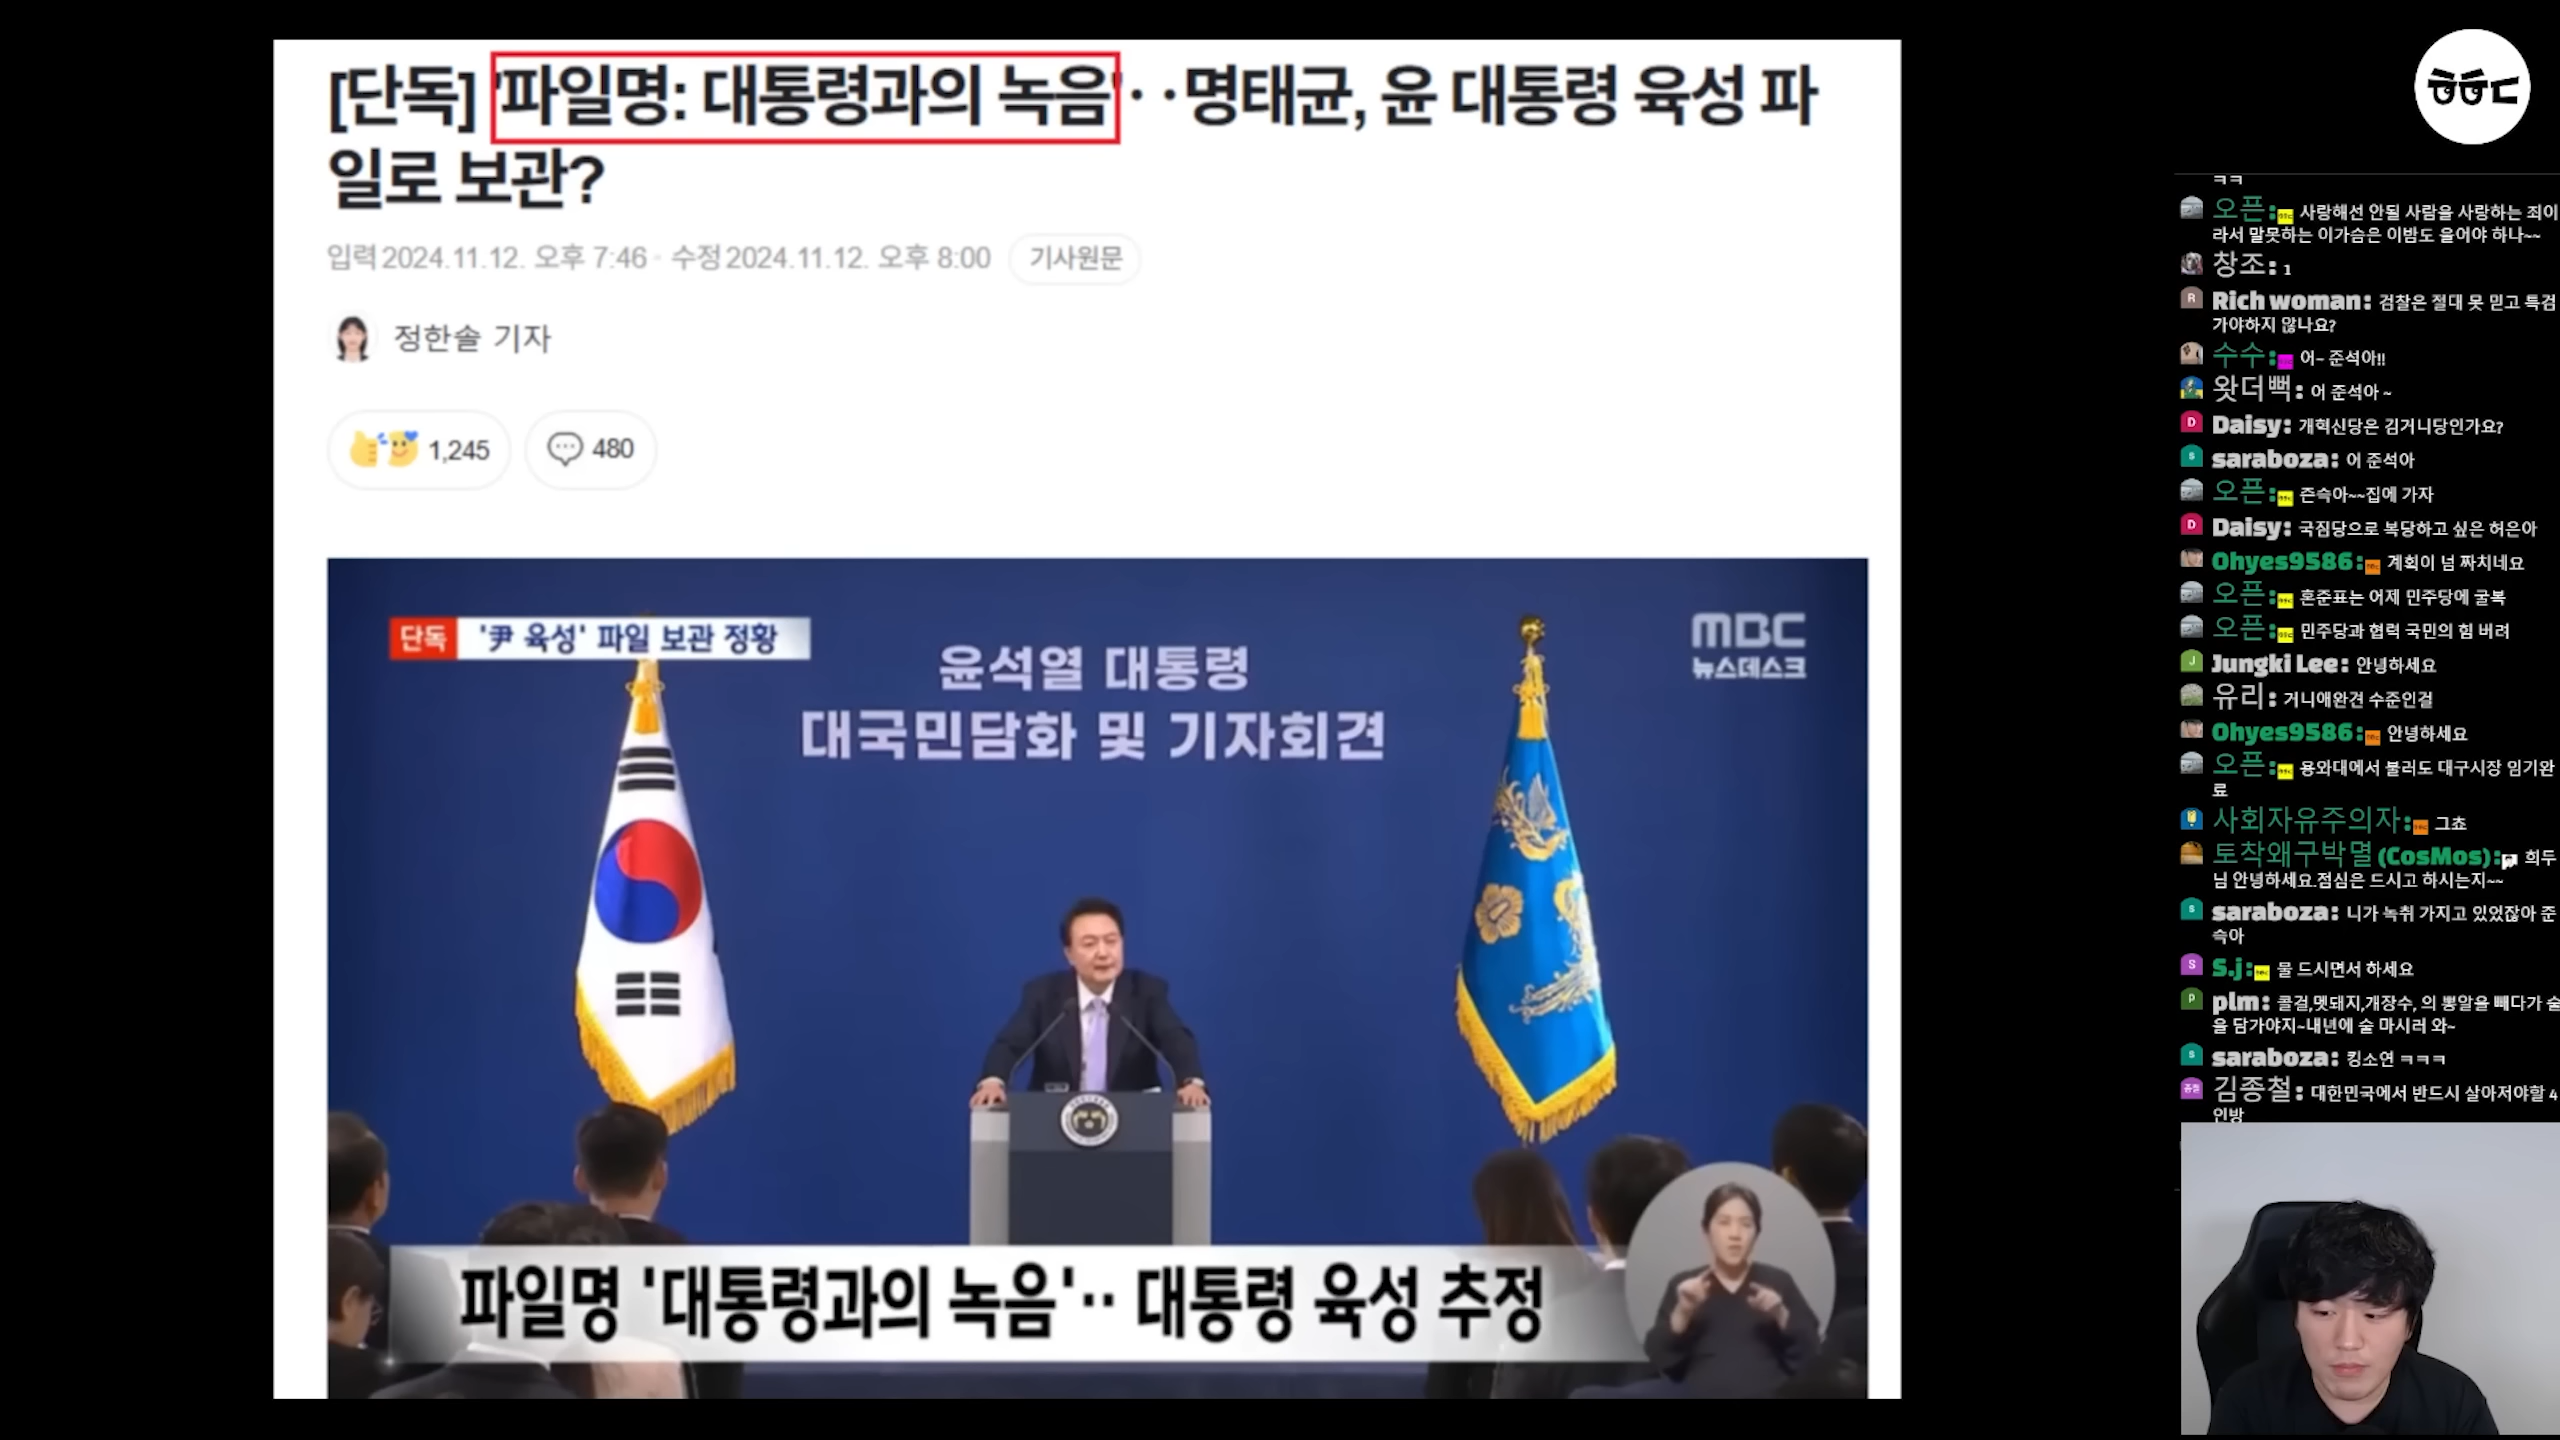 [단독] '파일명: 대통령과의 녹음'‥명태균, 윤 대통령 육성 파
일로 보관?
입력 2024.11.12. 오후 7:46 · 수정 2024.11.12. 오후 8:00 기사원문
정한솔 기자
1,245 480
단독 '尹 육성' 파일 보관 정황
MBC
뉴스데스크
윤석열 대통령
대국민담화 및 기자회견
파일명 '대통령과의 녹음'‥ 대통령 육성 추정
ㅋㅋ
오픈: 사랑해선 안될 사람을 사랑하는 죄이
라서 말못하는 이가슴은 이밤도 울어야 하나~~
창조: 1
Rich woman: 검찰은 절대 못 믿고 특검
가야하지 않나요?
수수: 어~ 준석아!!
왓더뻑: 어 준석아 ~
Daisy: 개혁신당은 김거니당인가요?
saraboza: 어 준석아
오픈: 즌슥아~~집에 가자
Daisy: 국짐당으로 복당하고 싶은 허은아
Ohyes9586: 계획이 넘 짜치네요
오픈: 혼준표는 어제 민주당에 굴복
오픈: 민주당과 협력 국민의 힘 버려
Jungki Lee: 안녕하세요
유리: 거니애완견 수준인걸
Ohyes9586: 안녕하세요
오픈: 용와대에서 불러도 대구시장 임기완
료
사회자유주의자: 그쵸
토착왜구박멸 (CosMos): 희두
님 안녕하세요.점심은 드시고 하시는지~~
saraboza: 니가 녹취 가지고 있었잖아 준
슥아
S.j: 물 드시면서 하세요
plm: 콜걸,멧돼지,개장수, 의 뽕알을 빼다가 술
을 담가야지~내년에 술 마시러 와~
saraboza: 킹소연 ㅋㅋㅋ
김종철: 대한민국에서 반드시 살아져야할 4
인방